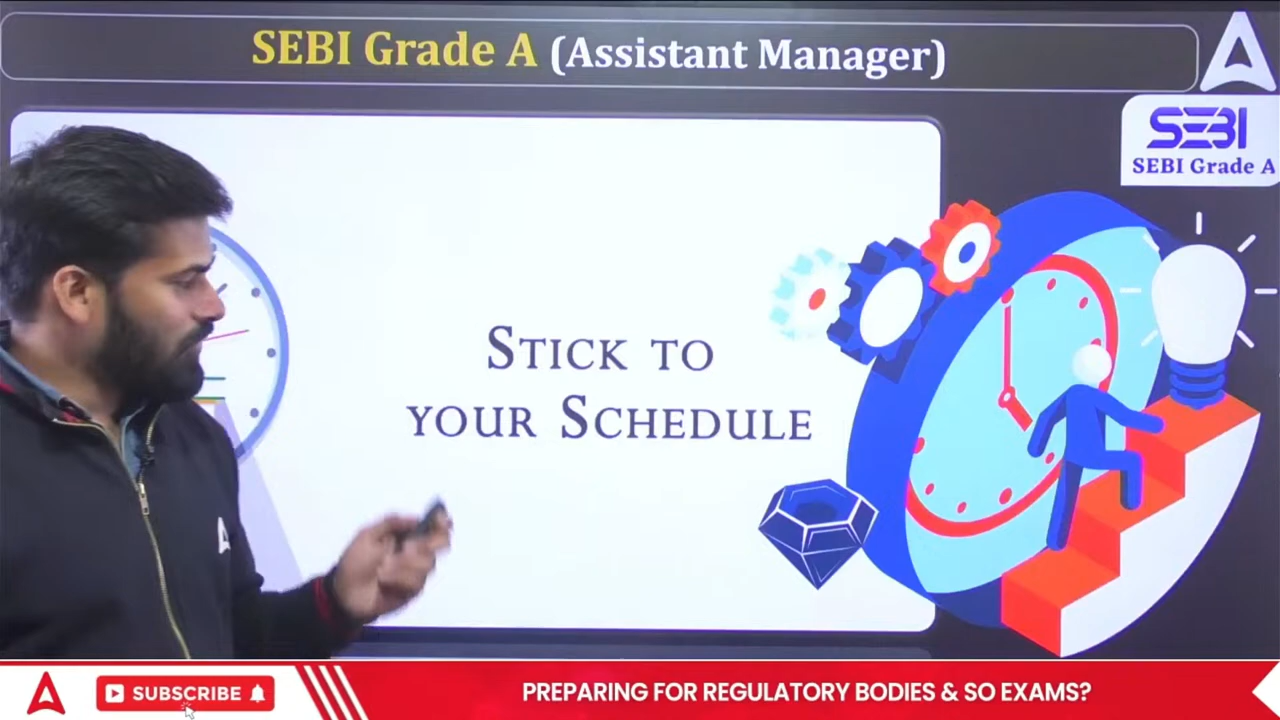 SEBI Grade A (Assistant Manager)
SEBI
SEBI Grade A
STICK TO
YOUR SCHEDULE
SUBSCRIBE
PREPARING FOR REGULATORY BODIES & SO EXAMS?